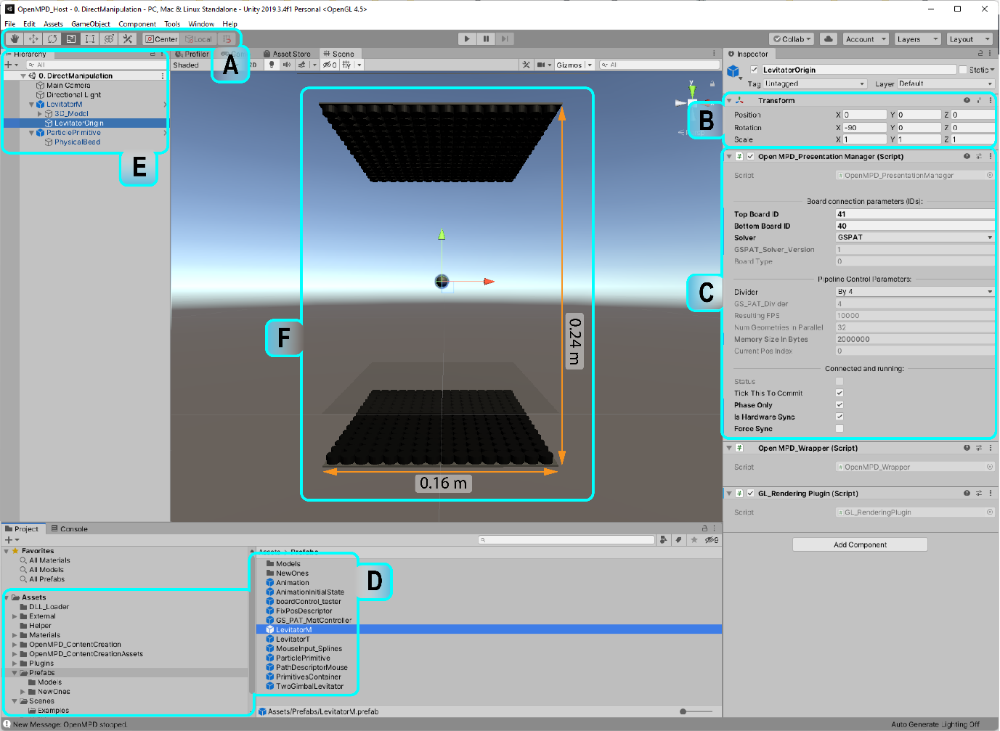 OpenMPD_Host - 0. DirectManipulation - PC, Mac & Linux Standalone - Unity 2019.3.4f1 Personal <OpenGL 4.5>
File Edit Assets GameObject Component Tools Window Help
Center Local Collab Account Layers Layout
A
Hierarchy
All
0. DirectManipulation
Main Camera
Directional Light
LevitatorM
3D_Model
LevitatorOrigin
ParticlePrimitive
PhysicalBead
E
Profiler Asset Store Scene
Shaded 2D 0 Gizmos All
y
F
0.24 m
0.16 m
Inspector
LevitatorOrigin Static
Tag Untagged Layer Default
B
Transform
Position X 0 Y 0 Z 0
Rotation X -90 Y 0 Z 0
Scale X 1 Y 1 Z 1
C
Open MPD_Presentation Manager (Script)
Script OpenMPD_PresentationManager
Board connection parameters (IDs):
Top Board ID 41
Bottom Board ID 40
Solver GSPAT
GSPAT_Solver_Version 1
Board Type 0
Pipeline Control Parameters:
Divider By 4
GS_PAT_Divider 4
Resulting FPS 10000
Num Geometries In Parallel 32
Memory Size In Bytes 2000000
Current Pos Index 0
Connected and running:
Status
Tick This To Commit
Phase Only
Is Hardware Sync
Force Sync
Open MPD_Wrapper (Script)
Script OpenMPD_Wrapper
GL_Rendering Plugin (Script)
Script GL_RenderingPlugin
Add Component
Project Console
9
Favorites
All Materials
All Models
All Prefabs
Assets
DLL_Loader
External
Helper
Materials
OpenMPD_ContentCreation
OpenMPD_ContentCreationAssets
Plugins
Prefabs
Models
NewOnes
Scenes
Examples
Assets > Prefabs
D
Models
NewOnes
Animation
AnimationInitialState
boardControl_tester
FixPosDescriptor
GS_PAT_MatController
LevitatorM
LevitatorT
MouseInput_Splines
ParticlePrimitive
PathDescriptorMouse
PrimitivesContainer
TwoGimbalLevitator
Assets/Prefabs/LevitatorM.prefab
New Message: OpenMPD stopped.
Auto Generate Lighting Off